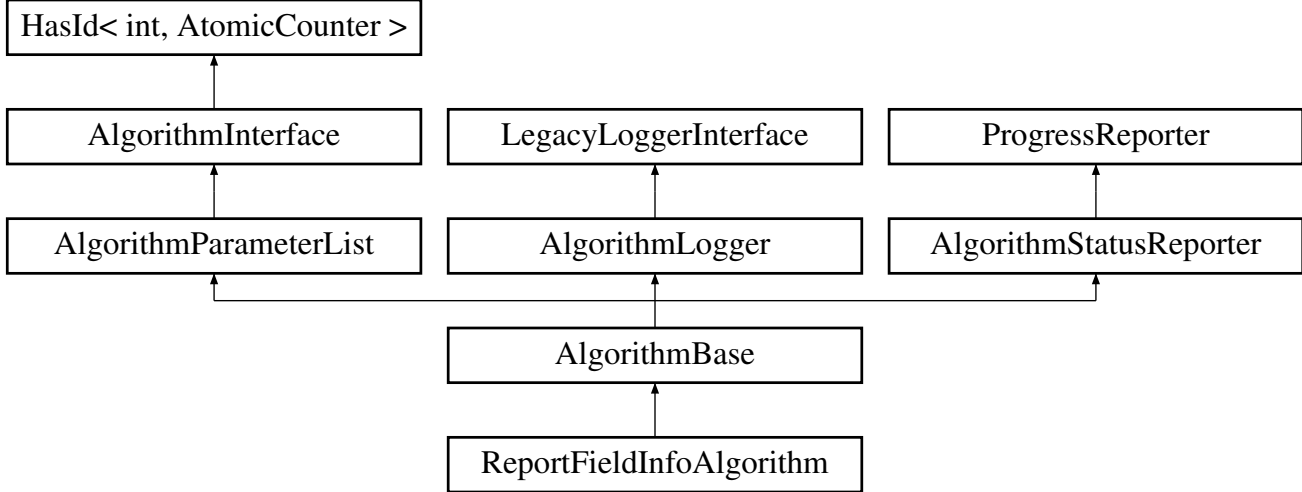 HasId< int, AtomicCounter >
AlgorithmInterface
LegacyLoggerInterface
ProgressReporter
AlgorithmParameterList
AlgorithmLogger
AlgorithmStatusReporter
AlgorithmBase
ReportFieldInfoAlgorithm